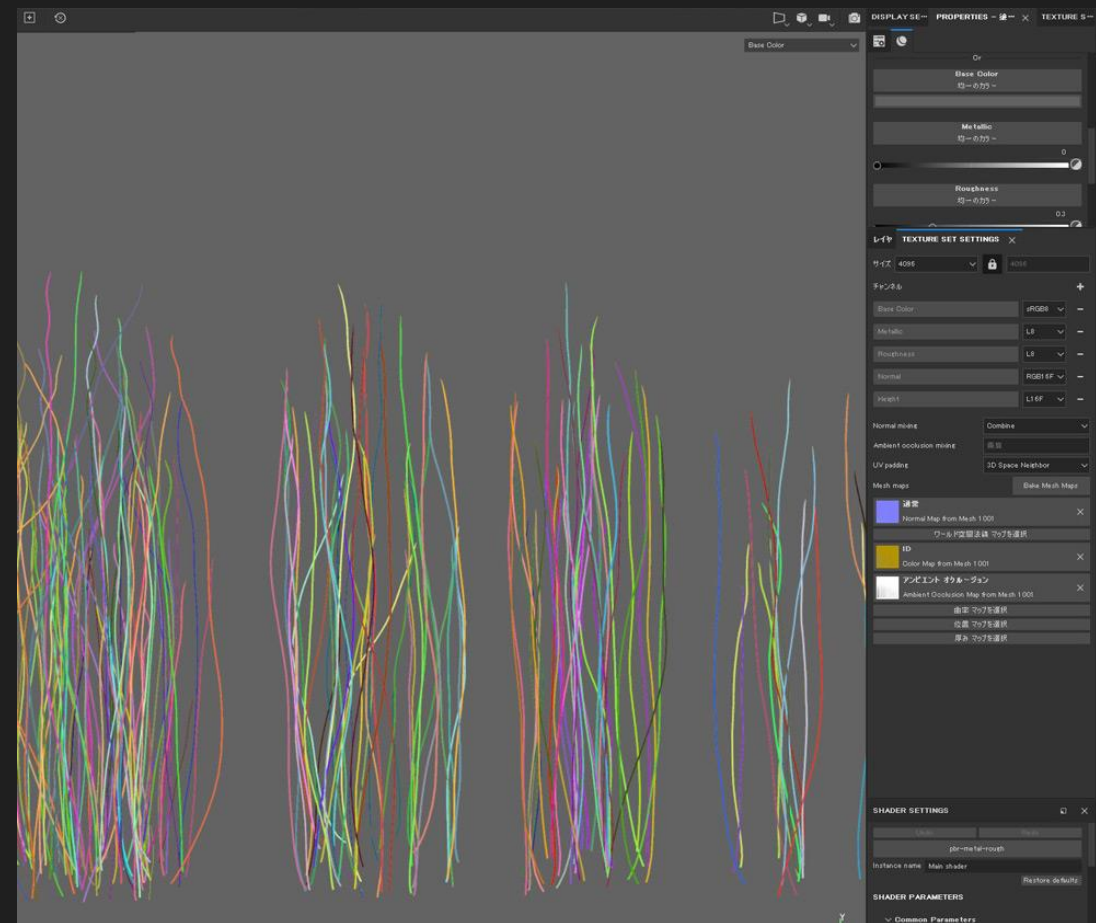 Base Color
DISPLAY SE…
PROPERTIES - 塗…
TEXTURE S…
Or
Base Color
均一のカラー
Metallic
均一のカラー
0
Roughness
均一のカラー
0.3
レイヤ
TEXTURE SET SETTINGS
サイズ 4096 4096
チャンネル
Base Color sRGB8
Metallic L8
Roughness L8
Normal RGB16F
Height L16F
Normal mixing Combine
Ambient occlusion mixing
UV padding 3D Space Neighbor
Mesh maps Bake Mesh Maps
通常
Normal Map from Mesh 1001
ワールド空間法線 マップを選択
ID
Color Map from Mesh 1001
アンビエント オクルージョン
Ambient Occlusion Map from Mesh 1001
曲率 マップを選択
位置 マップを選択
厚み マップを選択
SHADER SETTINGS
Undo Redo
pbr-metal-rough
Instance name Main shader
Restore defaults
SHADER PARAMETERS
Common Parameters
Y